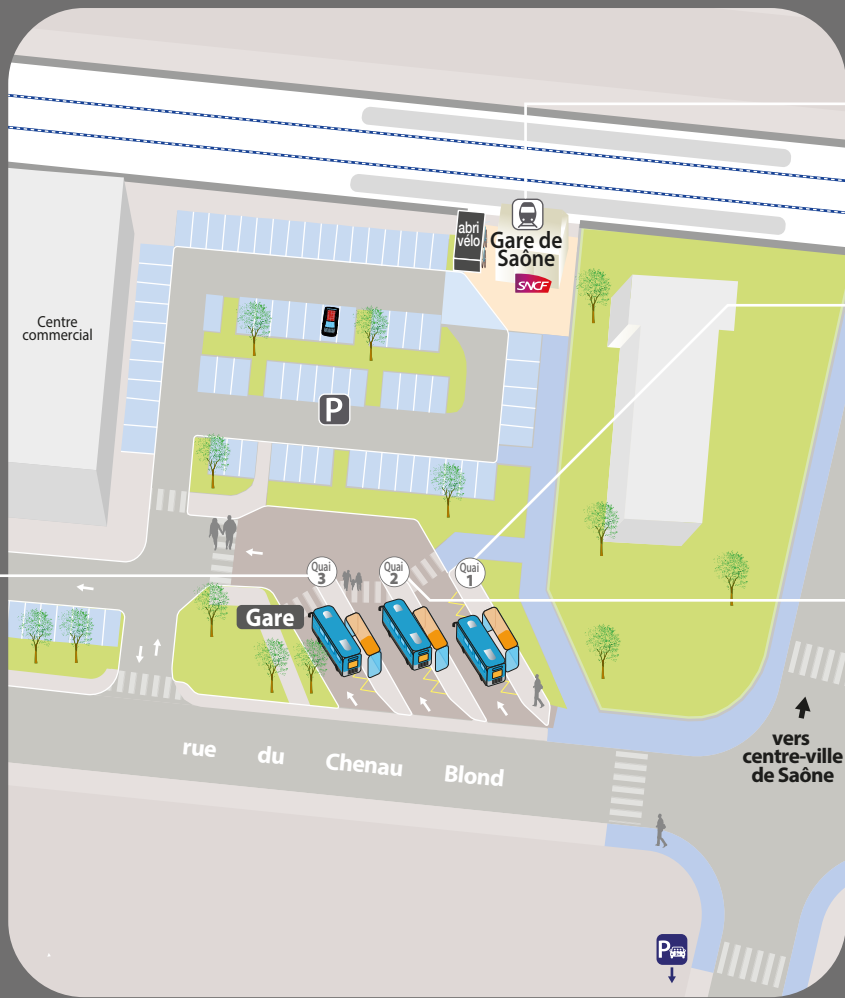 abri
vélo
Gare de
Saône
SNCF
Centre
commercial
P
Quai
3
Quai
2
Quai
1
Gare
rue du Chenau Blond
vers
centre-ville
de Saône
P